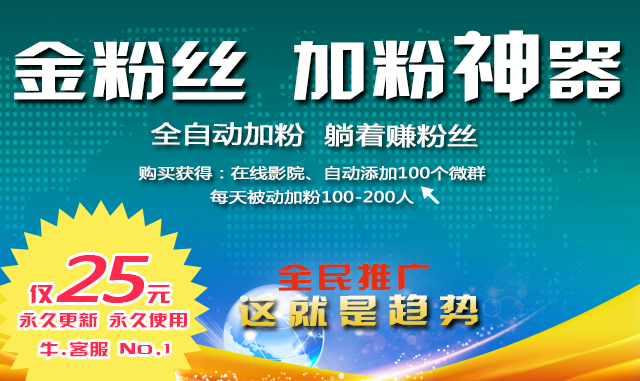 金粉丝 加粉神器
全自动加粉 躺着赚粉丝
购买获得：在线影院、自动添加100个微群
每天被动加粉100-200人
全民推广
这就是趋势
仅25元
永久更新 永久使用
牛.客服 No.1